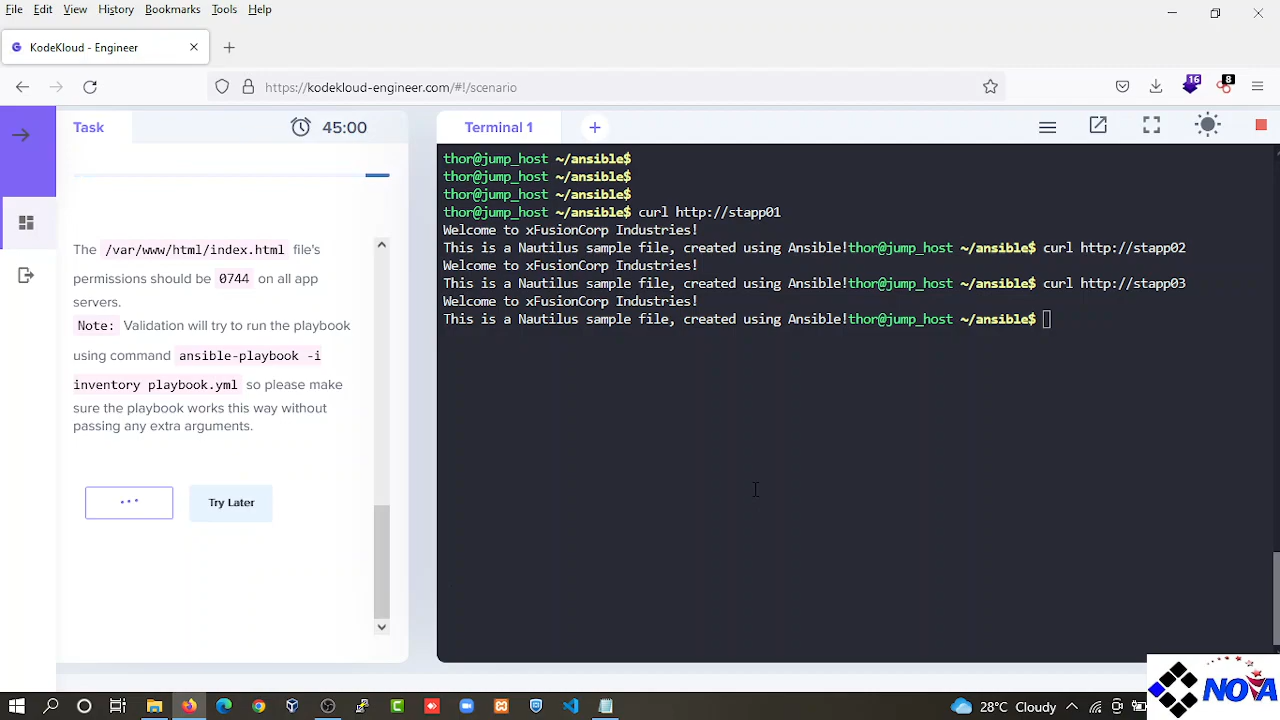 File Edit View History Bookmarks Tools Help
KodeKloud - Engineer
https://kodekloud-engineer.com/#!/scenario
16
8
Task
45:00
Terminal 1
The /var/www/html/index.html file's
permissions should be 0744 on all app
servers.
Note: Validation will try to run the playbook
using command ansible-playbook -i
inventory playbook.yml so please make
sure the playbook works this way without
passing any extra arguments.
Try Later
thor@jump_host ~/ansible$
thor@jump_host ~/ansible$
thor@jump_host ~/ansible$
thor@jump_host ~/ansible$ curl http://stapp01
Welcome to xFusionCorp Industries!
This is a Nautilus sample file, created using Ansible!thor@jump_host ~/ansible$ curl http://stapp02
Welcome to xFusionCorp Industries!
This is a Nautilus sample file, created using Ansible!thor@jump_host ~/ansible$ curl http://stapp03
Welcome to xFusionCorp Industries!
This is a Nautilus sample file, created using Ansible!thor@jump_host ~/ansible$
28°C Cloudy
NOVA